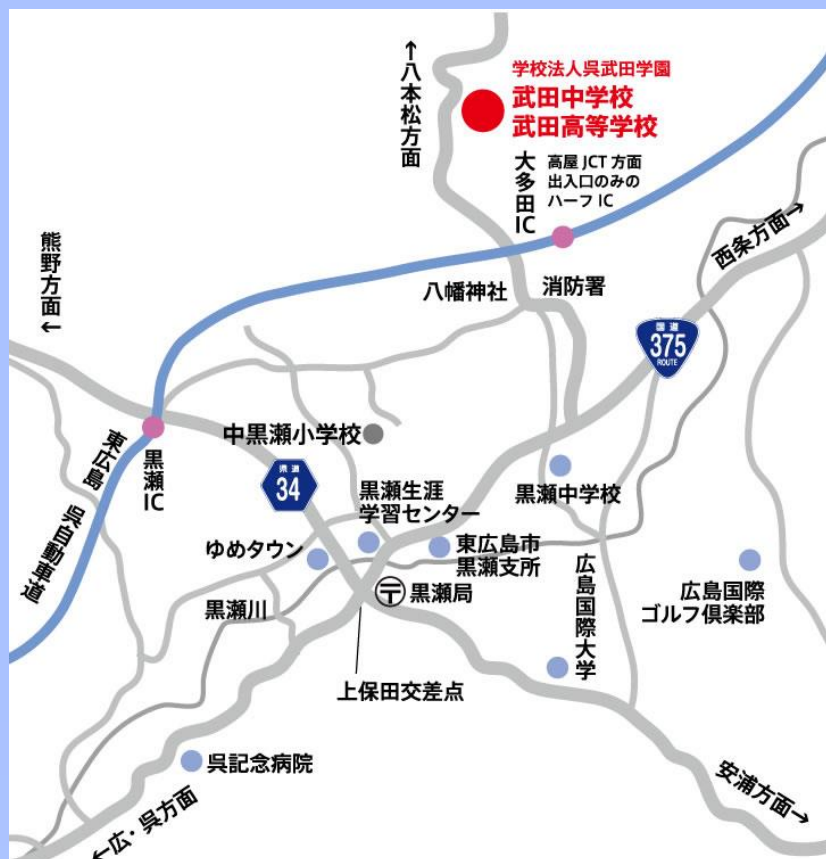 ↑八本松方面
学校法人呉武田学園
武田中学校
武田高等学校
大多田IC
高屋JCT方面
出入口のみの
ハーフIC
熊野方面←
西条方面→
八幡神社
消防署
国道
375
ROUTE
中黒瀬小学校
東広島呉自動車道
黒瀬IC
県道
34
黒瀬生涯
学習センター
黒瀬中学校
ゆめタウン
東広島市
黒瀬支所
広島国際大学
広島国際
ゴルフ倶楽部
黒瀬川
〒
黒瀬局
上保田交差点
呉記念病院
安浦方面→
←広・呉方面